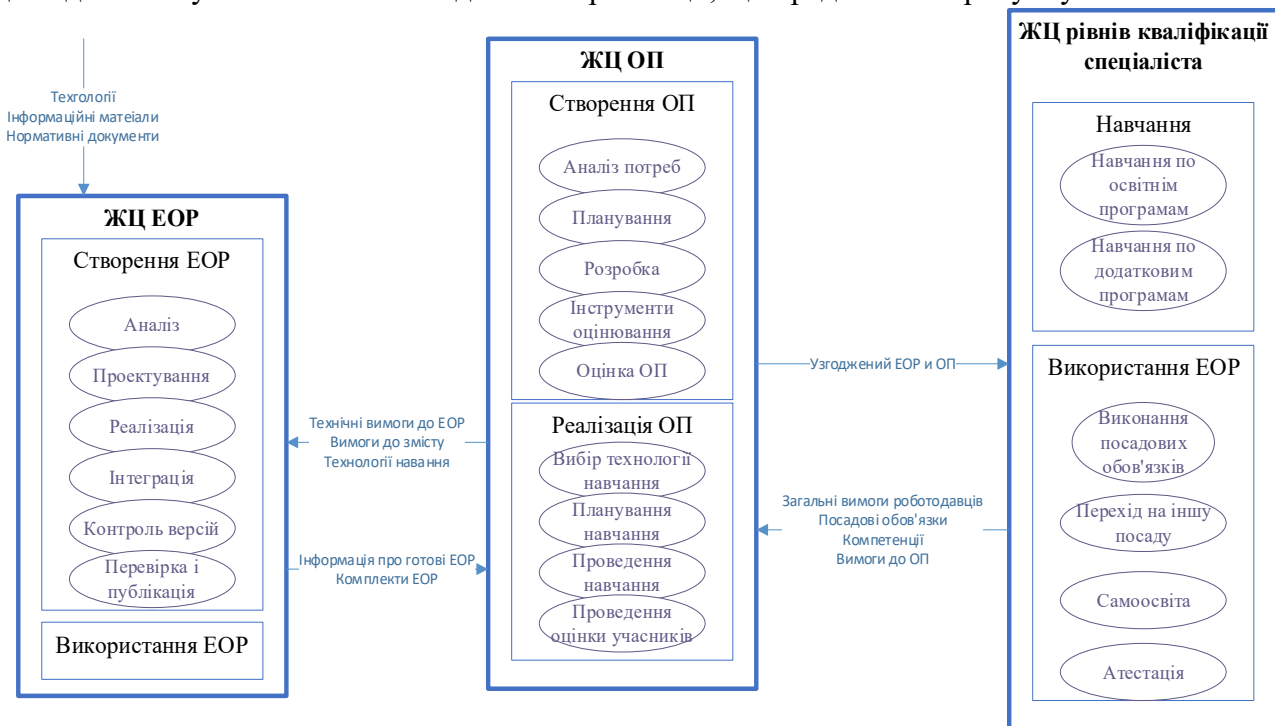 Техгології
Інформаційні матеіали
Нормативні документи
ЖЦ ЕОР
Створення ЕОР
Аналіз
Проектування
Реалізація
Інтеграція
Контроль версій
Перевірка і
публікація
Використання ЕОР
Технічні вимоги до ЕОР
Вимоги до змісту
Технології навання
Інформація про готові ЕОР
Комплекти ЕОР
ЖЦ ОП
Створення ОП
Аналіз потреб
Планування
Розробка
Інструменти
оцінювання
Оцінка ОП
Реалізація ОП
Вибір технології
навчання
Планування
навчання
Проведення
навчання
Проведення
оцінки учасників
Узгоджений ЕОР и ОП
Загальні вимоги роботодавців
Посадові обов'язки
Компетенції
Вимоги до ОП
ЖЦ рівнів кваліфікації
спеціаліста
Навчання
Навчання по
освітнім
програмам
Навчання по
додатковим
програмам
Використання ЕОР
Виконання
посадових
обов'язків
Перехід на іншу
посаду
Самоосвіта
Атестація